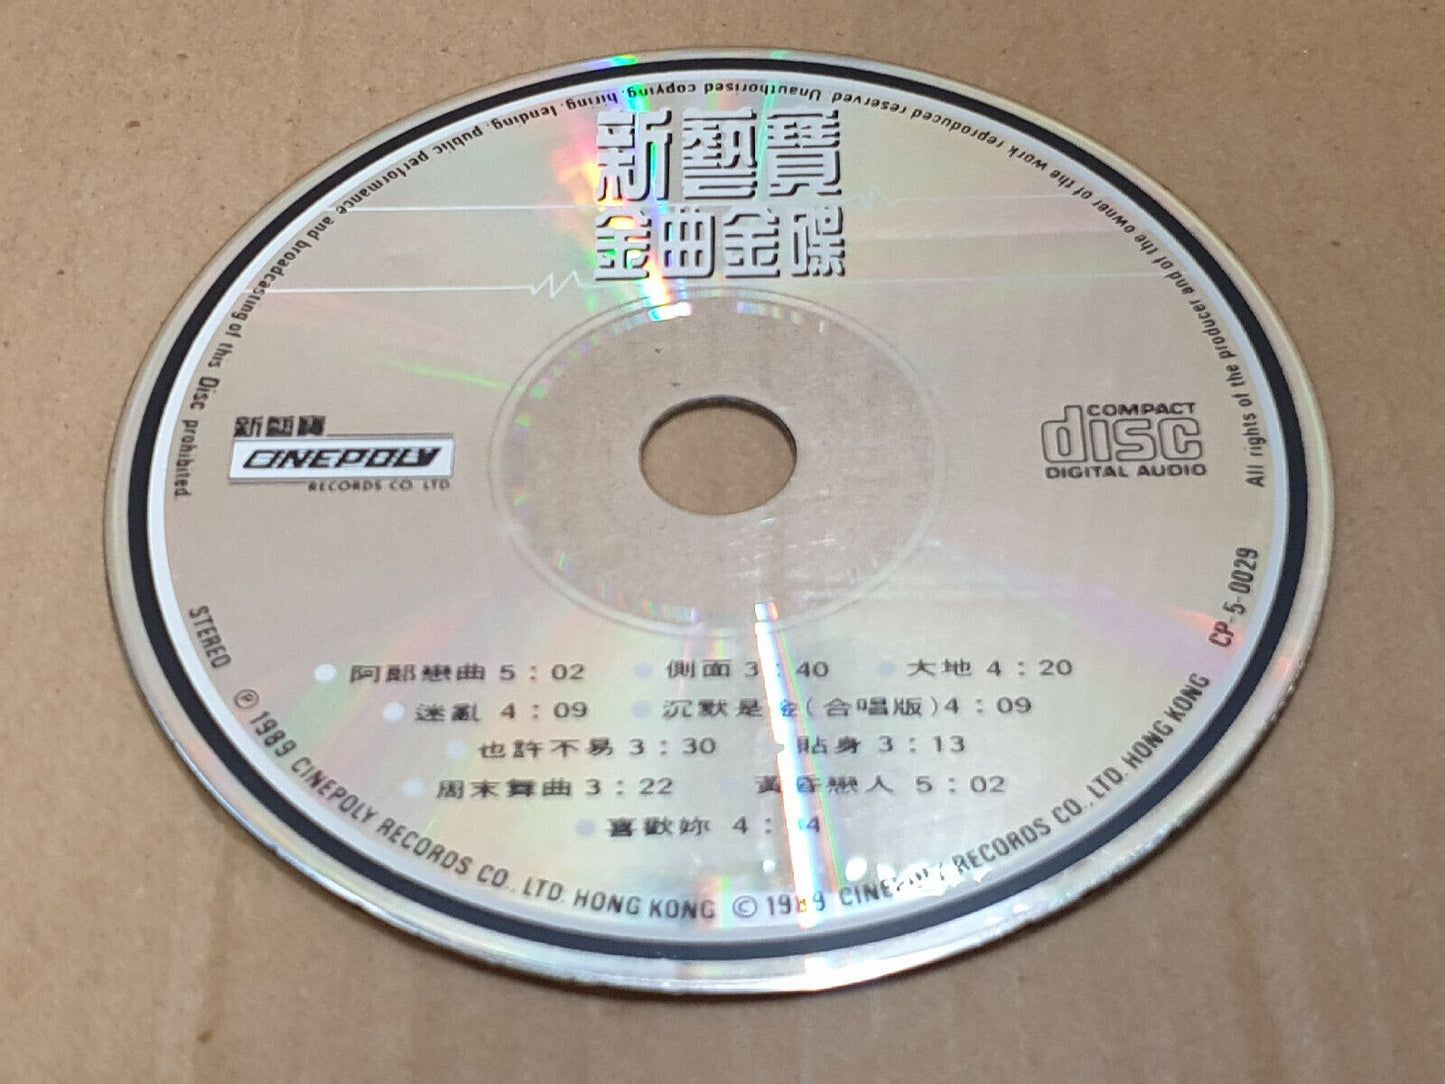 新藝寶
金曲金碟
新藝寶
CINEPOLY
RECORDS CO. LTD
COMPACT
disc
DIGITAL AUDIO
阿郎戀曲 5:02 側面 3:40 大地 4:20
迷亂 4:09 沉默是金(合唱版)4:09
也許不易 3:30 貼身 3:13
周末舞曲 3:22 黃昏戀人 5:02
喜歡妳 4:
STEREO
CP-5-0029
℗ 1989 CINEPOLY RECORDS CO., LTD. HONG KONG © 1989 CINEPOLY RECORDS CO., LTD. HONG KONG
All rights of the producer and of the owner of the work reproduced reserved. Unauthorised copying, hiring, lending, public performance and broadcasting of this Disc prohibited.